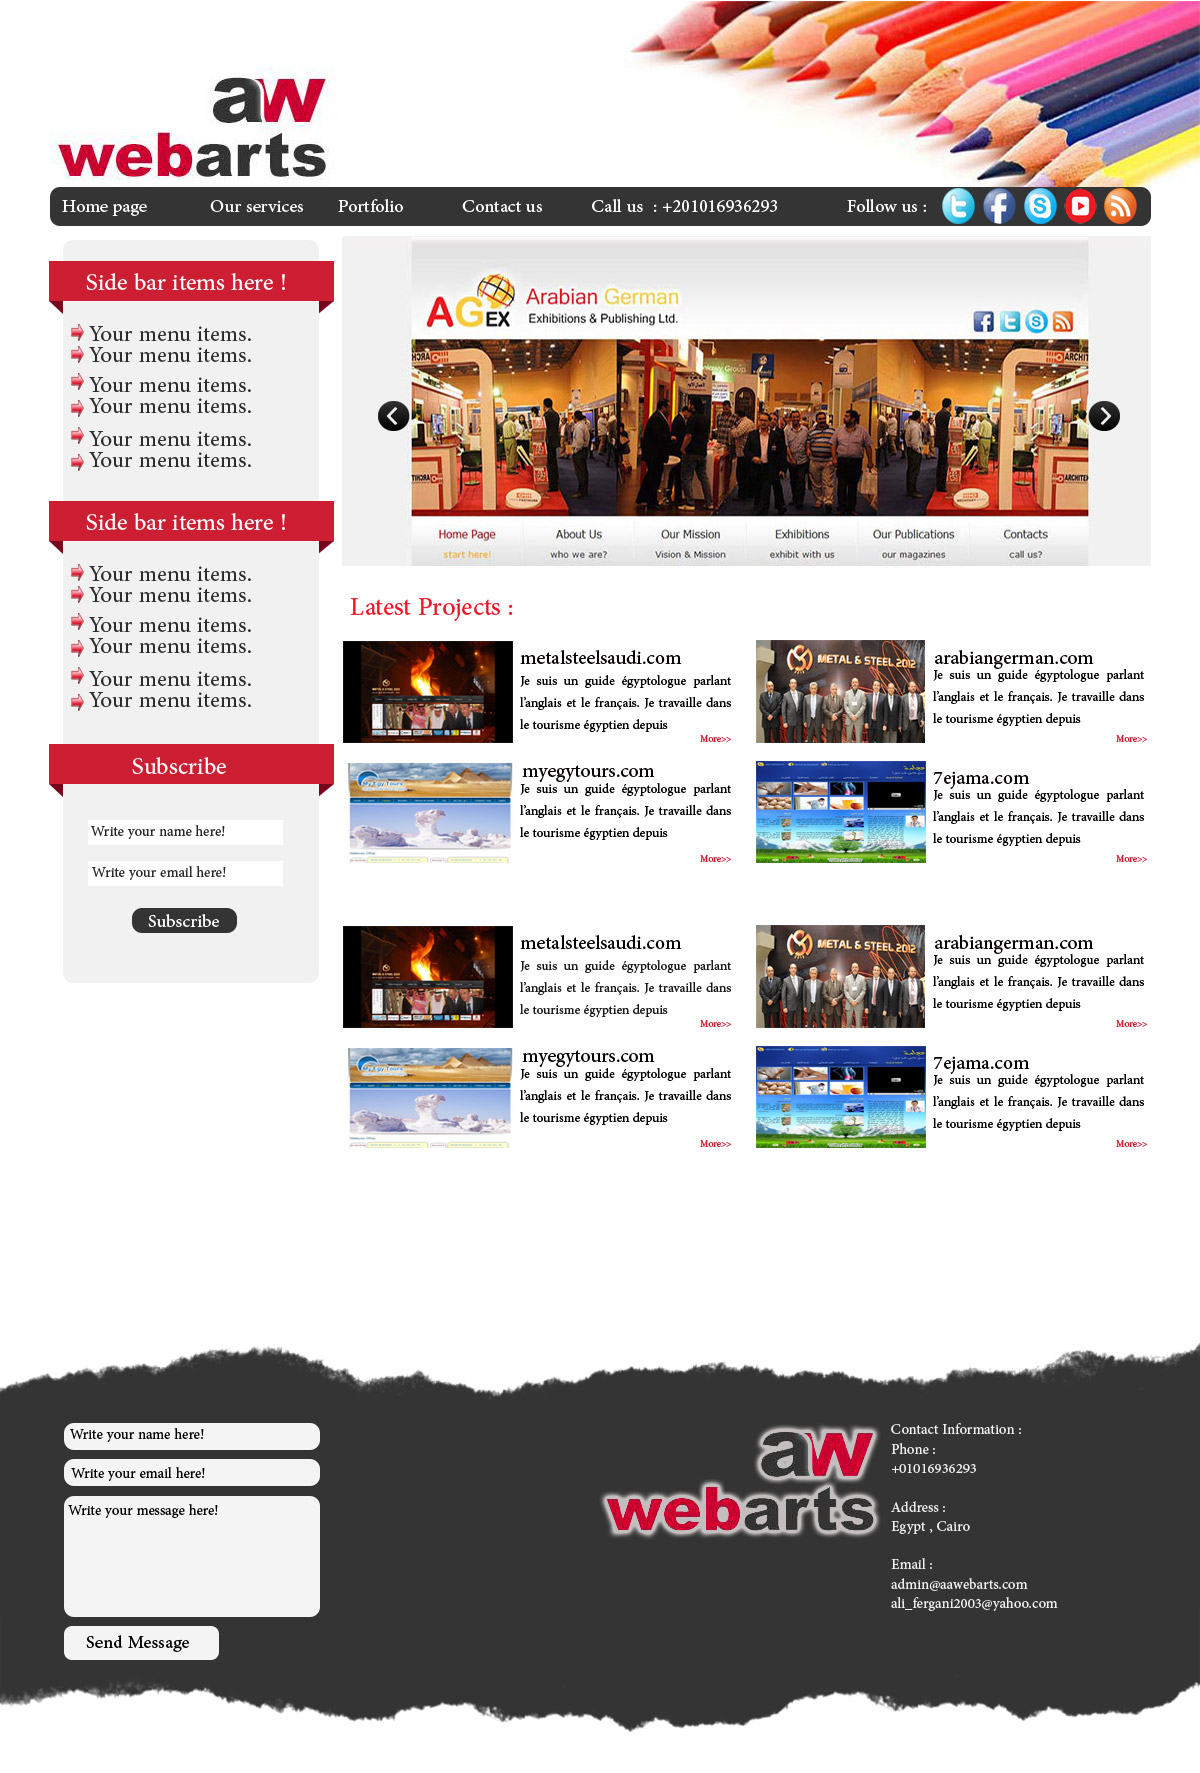 aw
webarts
Home page Our services Portfolio Contact us Call us : +201016936293 Follow us :
Side bar items here !
Your menu items.
Your menu items.
Your menu items.
Your menu items.
Your menu items.
Your menu items.
Side bar items here !
Your menu items.
Your menu items.
Your menu items.
Your menu items.
Your menu items.
Your menu items.
Subscribe
Write your name here!
Write your email here!
Subscribe
AGEX Arabian German
Exhibitions & Publishing Ltd.
Home Page About Us Our Mission Exhibitions Our Publications Contacts
start here! who we are? Vision & Mission exhibit with us our magazines call us?
Latest Projects :
metalsteelsaudi.com
Je suis un guide égyptologue parlant
l'anglais et le français. Je travaille dans
le tourisme égyptien depuis
More>>
METAL & STEEL 2012
arabiangerman.com
Je suis un guide égyptologue parlant
l'anglais et le français. Je travaille dans
le tourisme égyptien depuis
More>>
My Egy Tours
myegytours.com
Je suis un guide égyptologue parlant
l'anglais et le français. Je travaille dans
le tourisme égyptien depuis
More>>
7ejama.com
Je suis un guide égyptologue parlant
l'anglais et le français. Je travaille dans
le tourisme égyptien depuis
More>>
metalsteelsaudi.com
Je suis un guide égyptologue parlant
l'anglais et le français. Je travaille dans
le tourisme égyptien depuis
More>>
METAL & STEEL 2012
arabiangerman.com
Je suis un guide égyptologue parlant
l'anglais et le français. Je travaille dans
le tourisme égyptien depuis
More>>
My Egy Tours
myegytours.com
Je suis un guide égyptologue parlant
l'anglais et le français. Je travaille dans
le tourisme égyptien depuis
More>>
7ejama.com
Je suis un guide égyptologue parlant
l'anglais et le français. Je travaille dans
le tourisme égyptien depuis
More>>
Write your name here!
Write your email here!
Write your message here!
Send Message
aw
webarts
Contact Information :
Phone :
+01016936293
Address :
Egypt , Cairo
Email :
admin@aawebarts.com
ali_fergani2003@yahoo.com